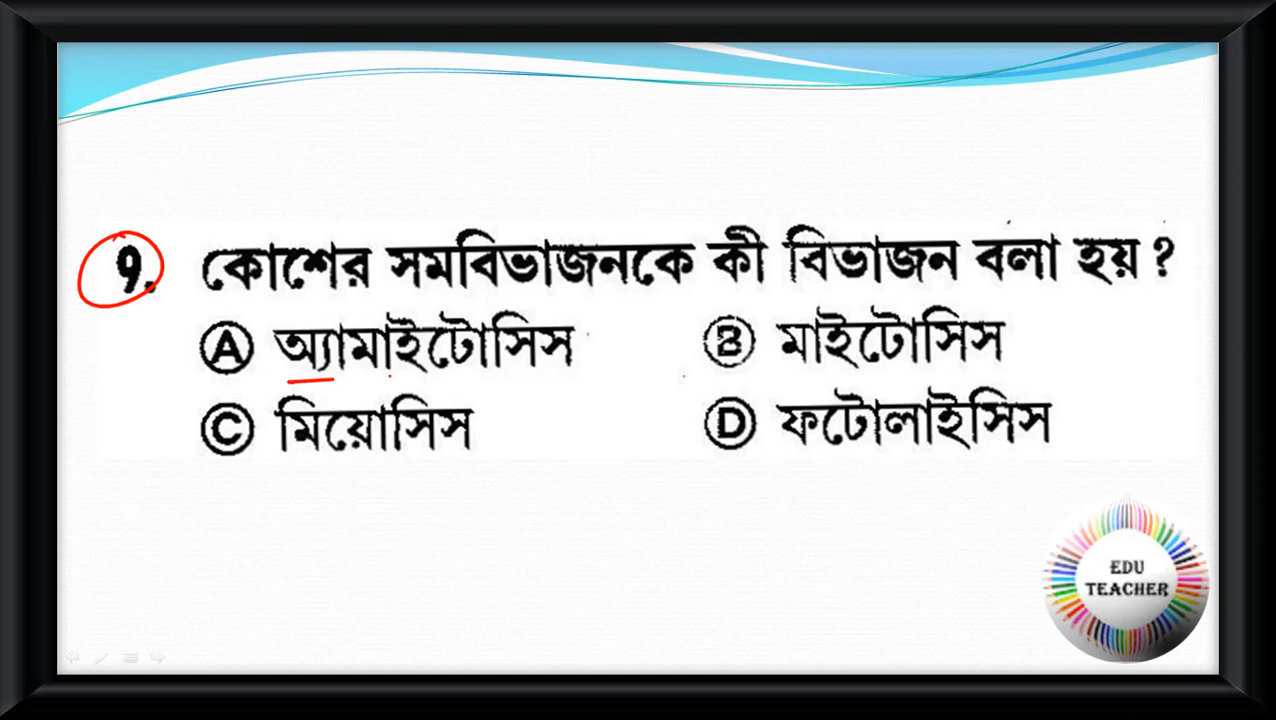 9. কোশের সমবিভাজনকে কী বিভাজন বলা হয় ?
Ⓐ অ্যামাইটোসিস Ⓑ মাইটোসিস
Ⓒ মিয়োসিস Ⓓ ফটোলাইসিস
EDU
TEACHER